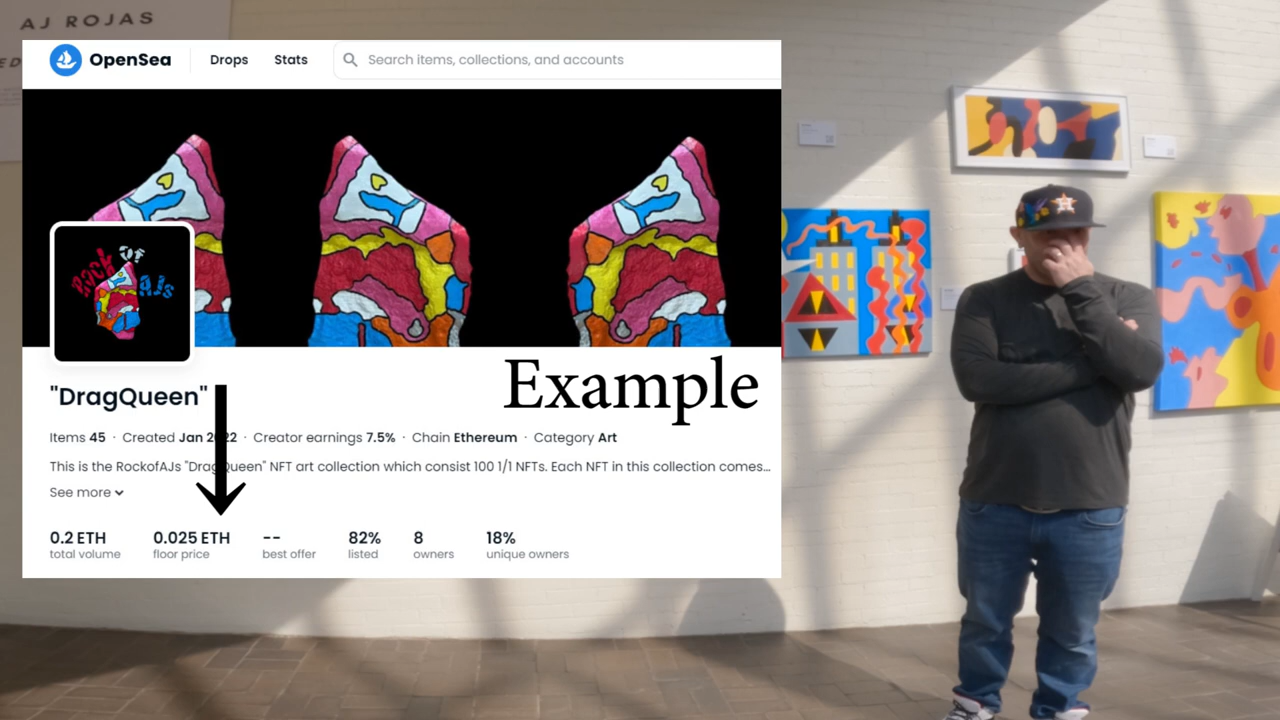 AJ ROJAS
ED
OpenSea
Drops
Stats
Search items, collections, and accounts
ROCK OF AJs
Example
"DragQueen"
Items 45 · Created Jan 2022 · Creator earnings 7.5% · Chain Ethereum · Category Art
This is the RockofAJs "DragQueen" NFT art collection which consist 100 1/1 NFTs. Each NFT in this collection comes...
See more
0.2 ETH
total volume
0.025 ETH
floor price
--
best offer
82%
listed
8
owners
18%
unique owners